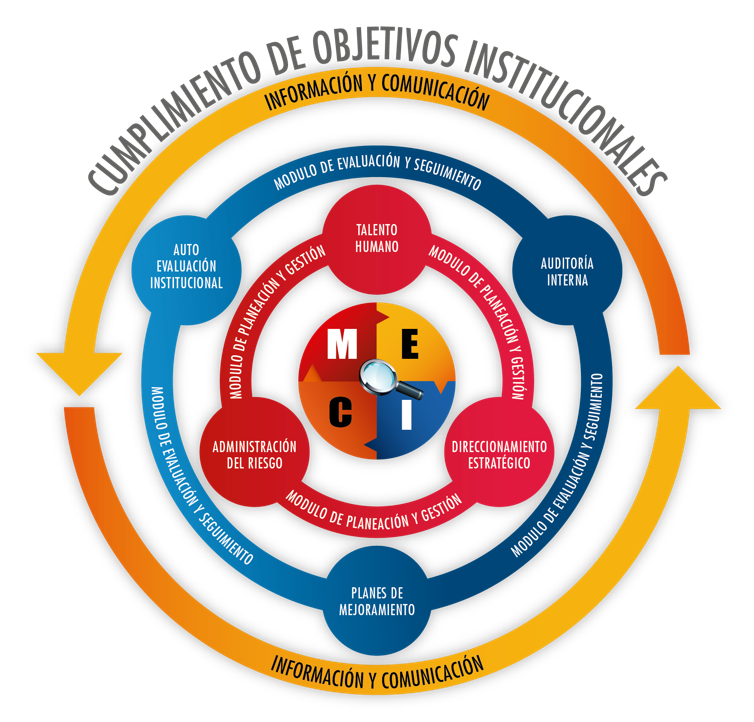 CUMPLIMIENTO DE OBJETIVOS INSTITUCIONALES
INFORMACIÓN Y COMUNICACIÓN
MODULO DE EVALUACIÓN Y SEGUIMIENTO
TALENTO
HUMANO
AUTO
EVALUACIÓN
INSTITUCIONAL
AUDITORÍA
INTERNA
MODULO DE PLANEACIÓN Y GESTIÓN
MODULO DE PLANEACIÓN Y GESTIÓN
M E
C I
ADMINISTRACIÓN
DEL RIESGO
DIRECCIONAMIENTO
ESTRATÉGICO
MODULO DE EVALUACIÓN Y SEGUIMIENTO
MODULO DE EVALUACIÓN Y SEGUIMIENTO
MODULO DE PLANEACIÓN Y GESTIÓN
PLANES DE
MEJORAMIENTO
INFORMACIÓN Y COMUNICACIÓN